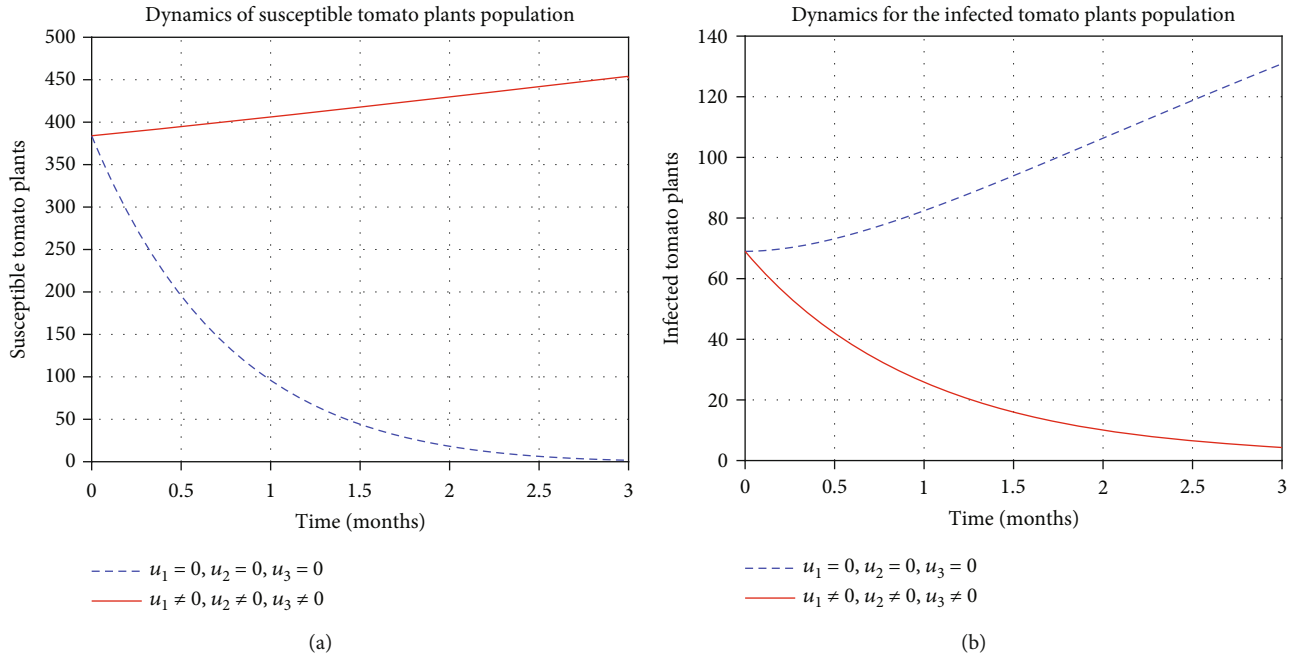 Dynamics of susceptible tomato plants population
500
450
400
350
300
250
200
150
100
50
0
Susceptible tomato plants
0 0.5 1 1.5 2 2.5 3
Time (months)
u₁ = 0, u₂ = 0, u₃ = 0
u₁ ≠ 0, u₂ ≠ 0, u₃ ≠ 0
(a)
Dynamics for the infected tomato plants population
140
120
100
80
60
40
20
0
Infected tomato plants
0 0.5 1 1.5 2 2.5 3
Time (months)
u₁ = 0, u₂ = 0, u₃ = 0
u₁ ≠ 0, u₂ ≠ 0, u₃ ≠ 0
(b)